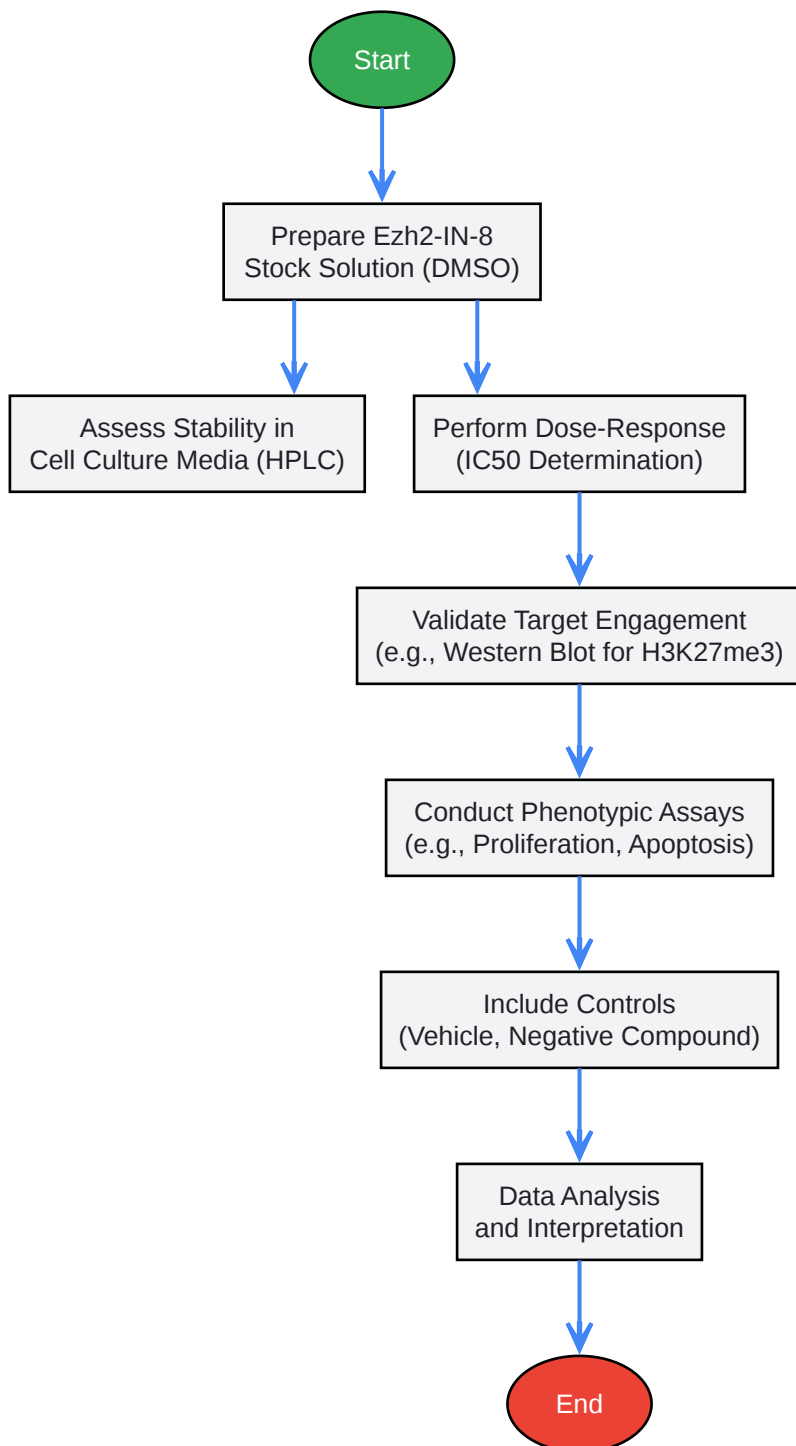 Start
Prepare Ezh2-IN-8
Stock Solution (DMSO)
Assess Stability in
Cell Culture Media (HPLC)
Perform Dose-Response
(IC50 Determination)
Validate Target Engagement
(e.g., Western Blot for H3K27me3)
Conduct Phenotypic Assays
(e.g., Proliferation, Apoptosis)
Include Controls
(Vehicle, Negative Compound)
Data Analysis
and Interpretation
End